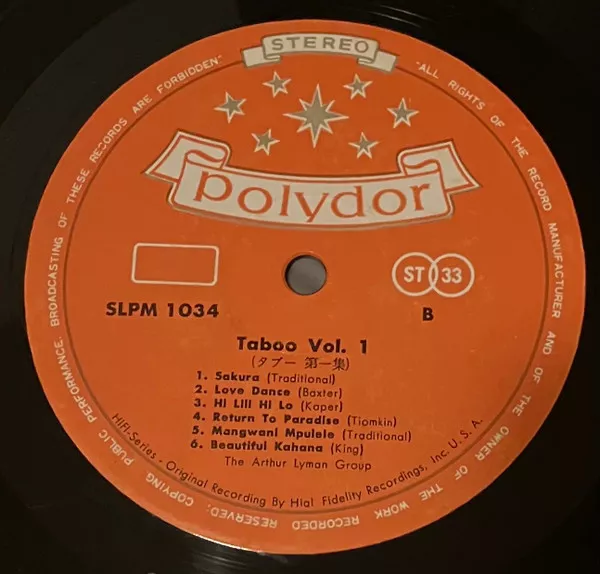 STEREO
polydor
SLPM 1034
ST 33
B
Taboo Vol. 1
(タブー 第一集)
1. Sakura (Traditional)
2. Love Dance (Baxter)
3. Hi Lili Hi Lo (Kaper)
4. Return To Paradise (Tiomkin)
5. Mangwani Mpulele (Traditional)
6. Beautiful Kahana (King)
The Arthur Lyman Group
HiFi-Series - Original Recording By Hial Fidelity Recordings, Inc. U. S. A.
"ALL RIGHTS OF THE RECORD MANUFACTURER AND OF THE OWNER OF THE WORK RECORDED RESERVED; COPYING PUBLIC PERFORMANCE, BROADCASTING OF THESE RECORDS ARE FORBIDDEN"